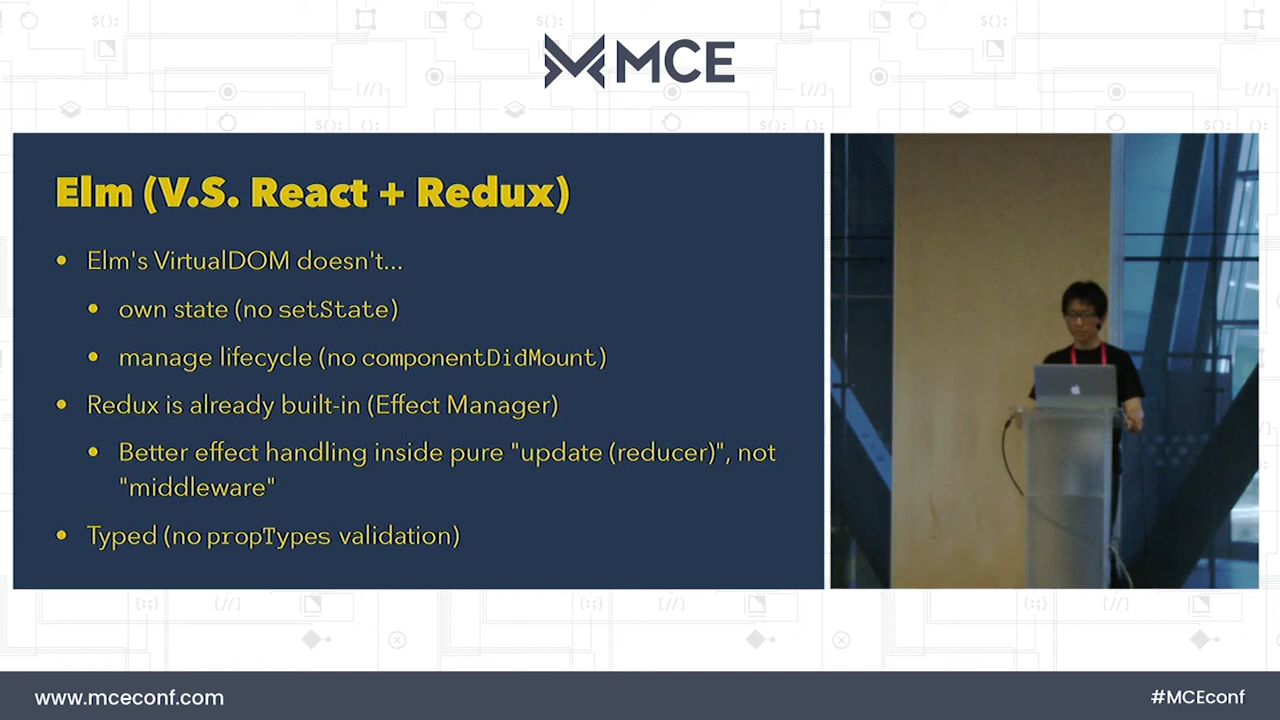 MCE
Elm (V.S. React + Redux)
• Elm's VirtualDOM doesn't...
• own state (no setState)
• manage lifecycle (no componentDidMount)
• Redux is already built-in (Effect Manager)
• Better effect handling inside pure "update (reducer)", not
"middleware"
• Typed (no propTypes validation)
www.mceconf.com
#MCEconf